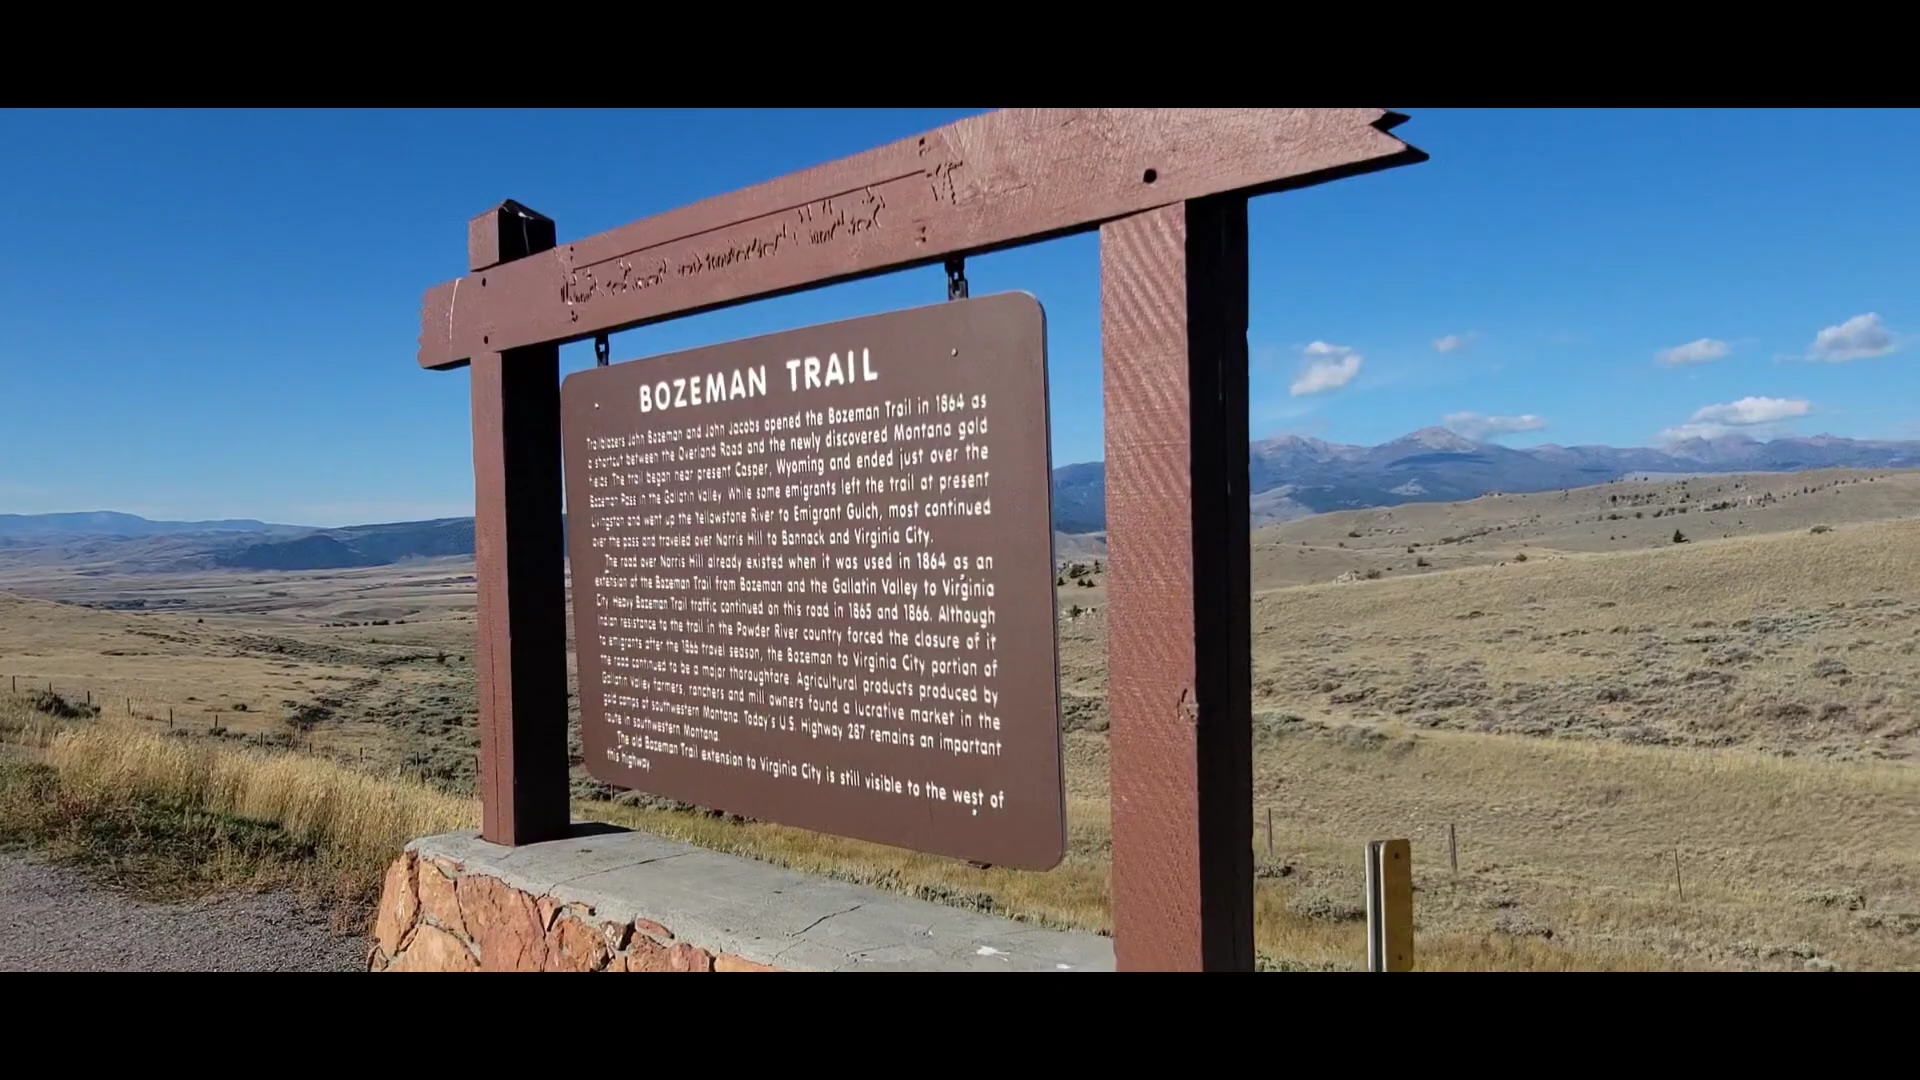 BOZEMAN TRAIL
Trailblazers John Bozeman and John Jacobs opened the Bozeman Trail in 1864 as
a shortcut between the Overland Road and the newly discovered Montana gold
fields. The trail began near present Casper, Wyoming and ended just over the
Bozeman Pass in the Gallatin Valley. While some emigrants left the trail at present
Livingston and went up the Yellowstone River to Emigrant Gulch, most continued
over the pass and traveled over Norris Hill to Bannack and Virginia City.
The road over Norris Hill already existed when it was used in 1864 as an
extension of the Bozeman Trail from Bozeman and the Gallatin Valley to Virginia
City. Heavy Bozeman Trail traffic continued on this road in 1865 and 1866. Although
Indian resistance to the trail in the Powder River country forced the closure of it
to emigrants after the 1866 travel season, the Bozeman to Virginia City portion of
the road continued to be a major thoroughfare. Agricultural products produced by
Gallatin Valley farmers, ranchers and mill owners found a lucrative market in the
gold camps of southwestern Montana. Today's U.S. Highway 287 remains an important
route in southwestern Montana.
The old Bozeman Trail extension to Virginia City is still visible to the west of
this highway.